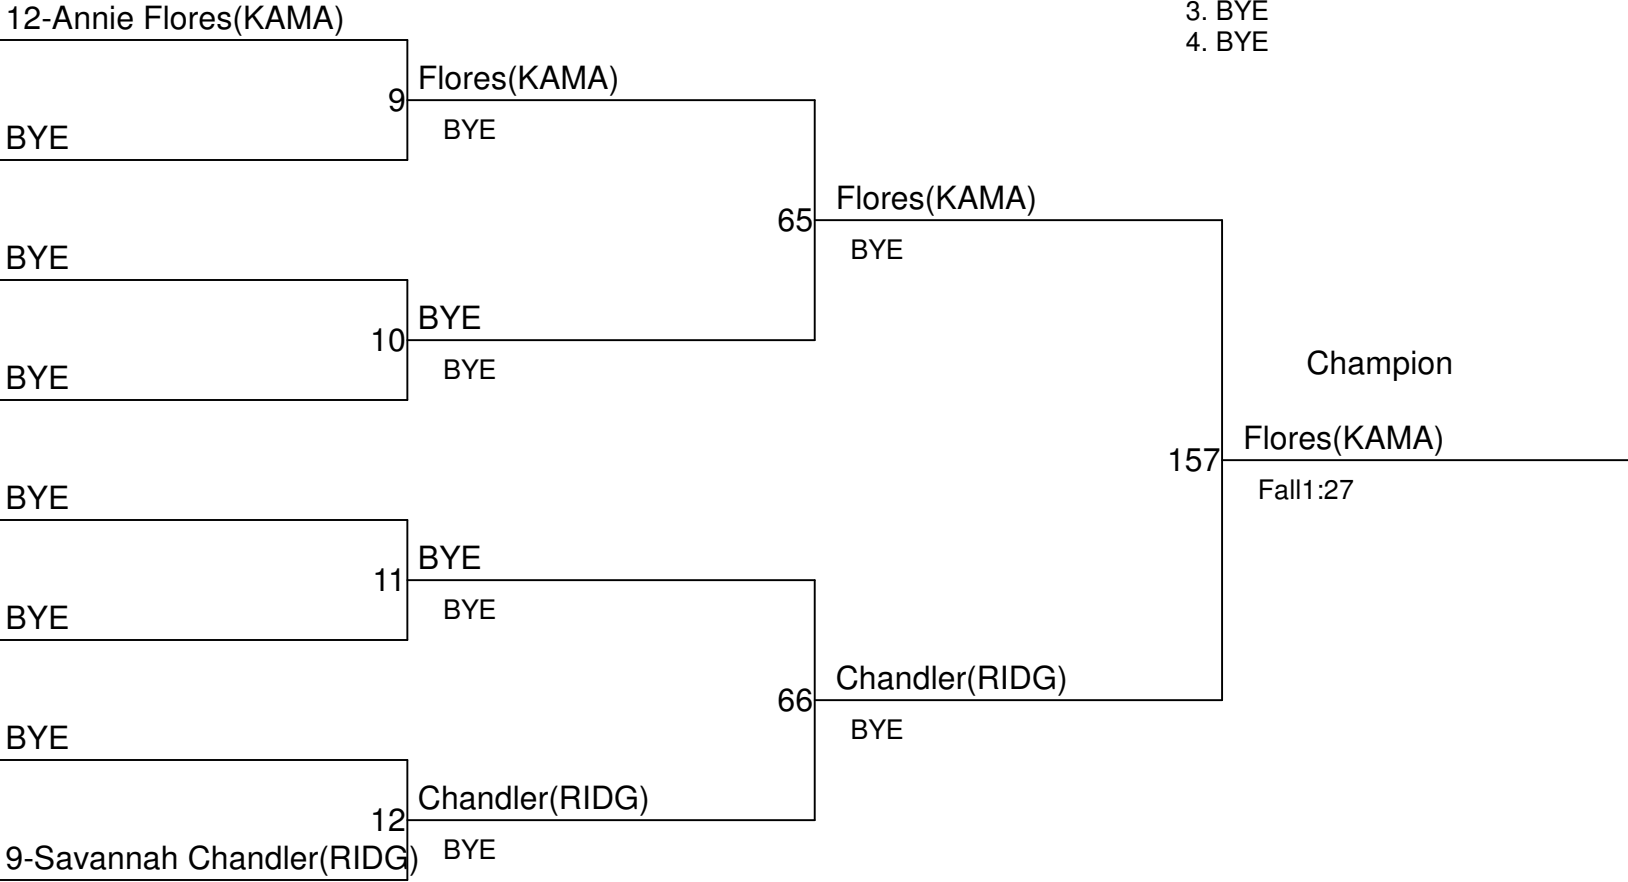 12-Annie Flores(KAMA)
3. BYE
4. BYE
Flores(KAMA)
9
BYE
BYE
Flores(KAMA)
65
BYE
BYE
BYE
10
BYE
BYE
Champion
Flores(KAMA)
157
Fall1:27
BYE
BYE
11
BYE
BYE
Chandler(RIDG)
66
BYE
BYE
Chandler(RIDG)
12
BYE
9-Savannah Chandler(RIDG)